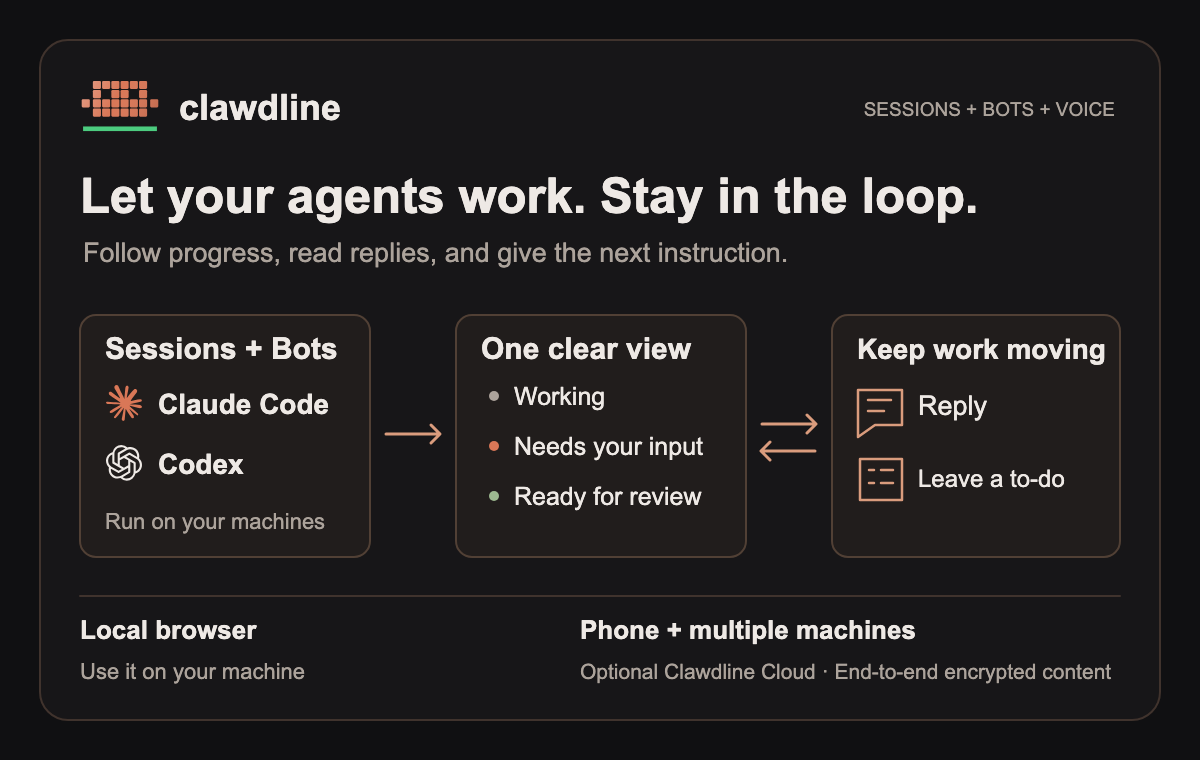 clawdline
SESSIONS + BOTS + VOICE
Let your agents work. Stay in the loop.
Follow progress, read replies, and give the next instruction.
Sessions + Bots
Claude Code
Codex
Run on your machines
One clear view
Working
Needs your input
Ready for review
Keep work moving
Reply
Leave a to-do
Local browser
Use it on your machine
Phone + multiple machines
Optional Clawdline Cloud · End-to-end encrypted content